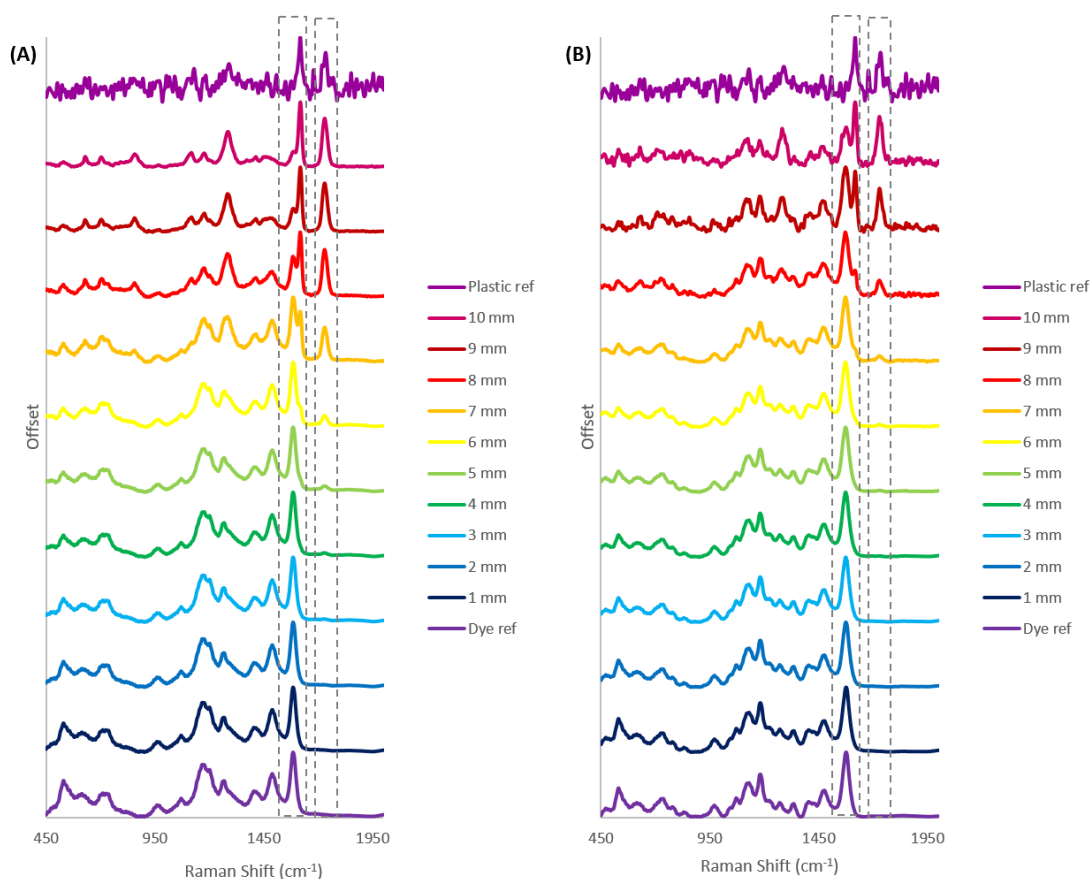 (A)
Offset
Plastic ref
10 mm
9 mm
8 mm
7 mm
6 mm
5 mm
4 mm
3 mm
2 mm
1 mm
Dye ref
450 950 1450 1950
Raman Shift (cm⁻¹)
(B)
Offset
Plastic ref
10 mm
9 mm
8 mm
7 mm
6 mm
5 mm
4 mm
3 mm
2 mm
1 mm
Dye ref
450 950 1450 1950
Raman Shift (cm⁻¹)